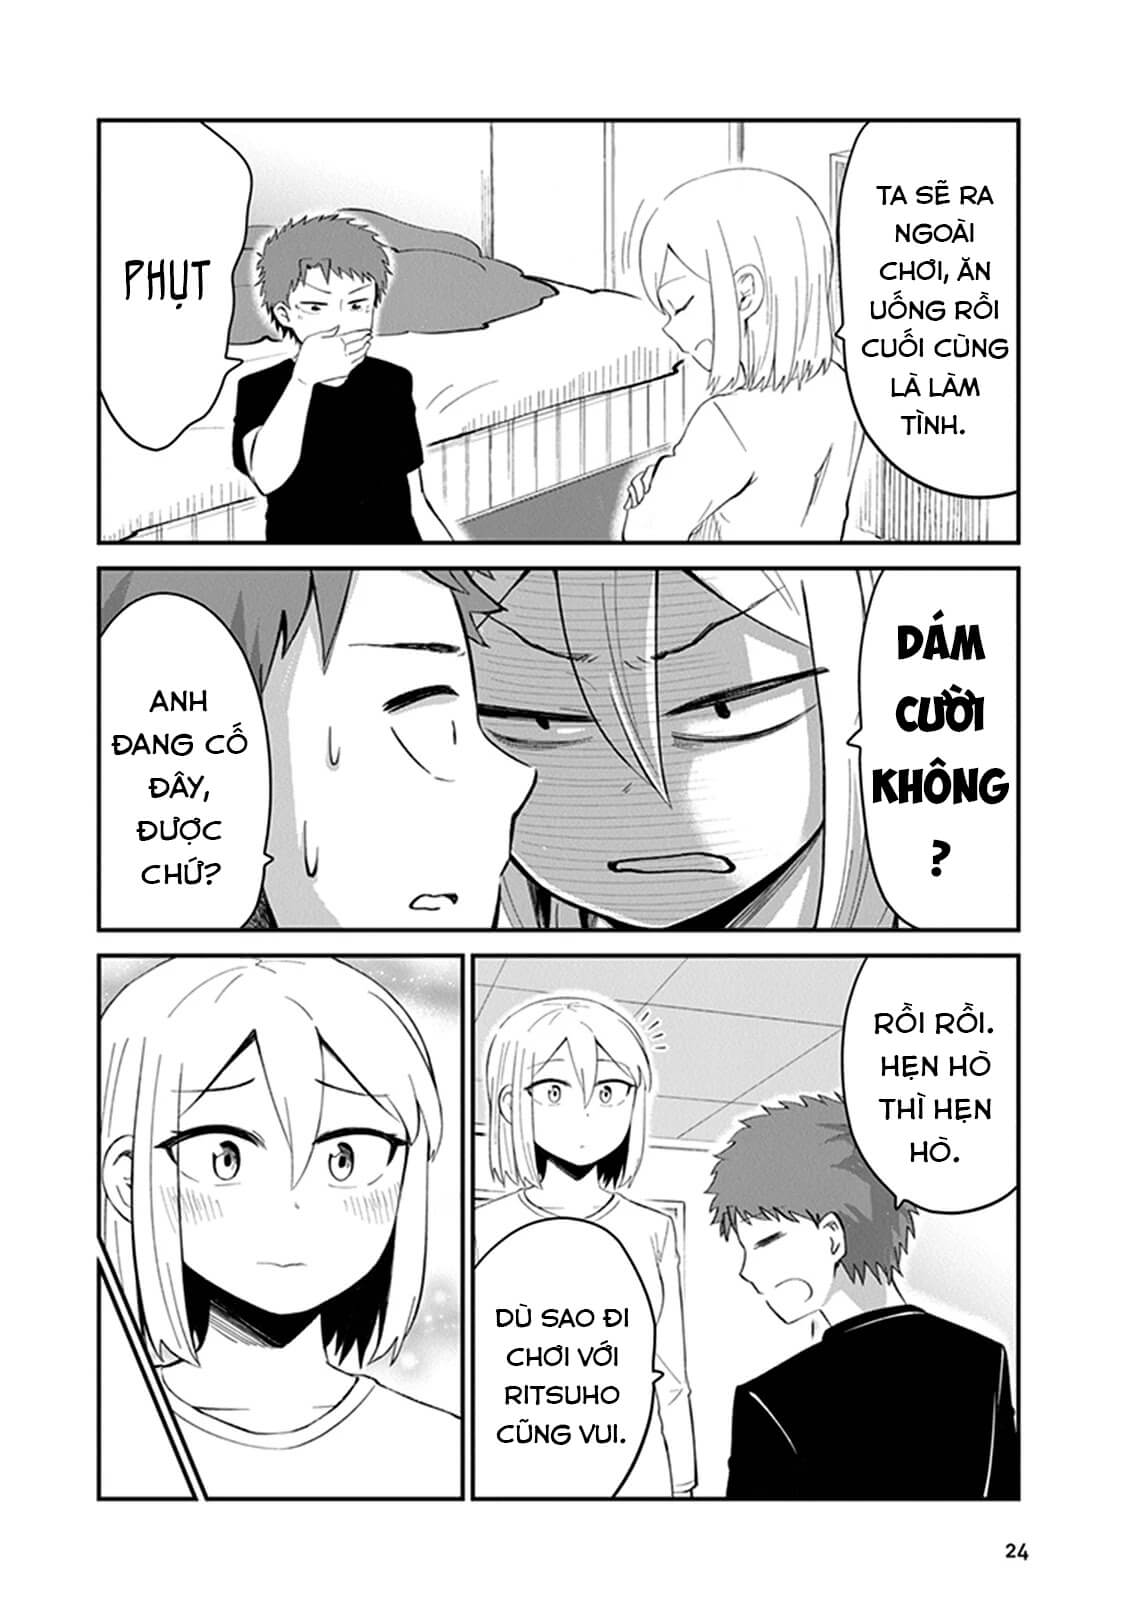 TA SẼ RA
NGOÀI
CHƠI, ĂN
UỐNG RỒI
CUỐI CÙNG
LÀ LÀM
TÌNH.
PHỤT
DÁM
CƯỜI
KHÔNG
?
ANH
ĐANG CỐ
ĐÂY,
ĐƯỢC
CHỨ?
RỒI RỒI.
HẸN HÒ
THÌ HẸN
HÒ.
DÙ SAO ĐI
CHƠI VỚI
RITSUHO
CŨNG VUI.
24